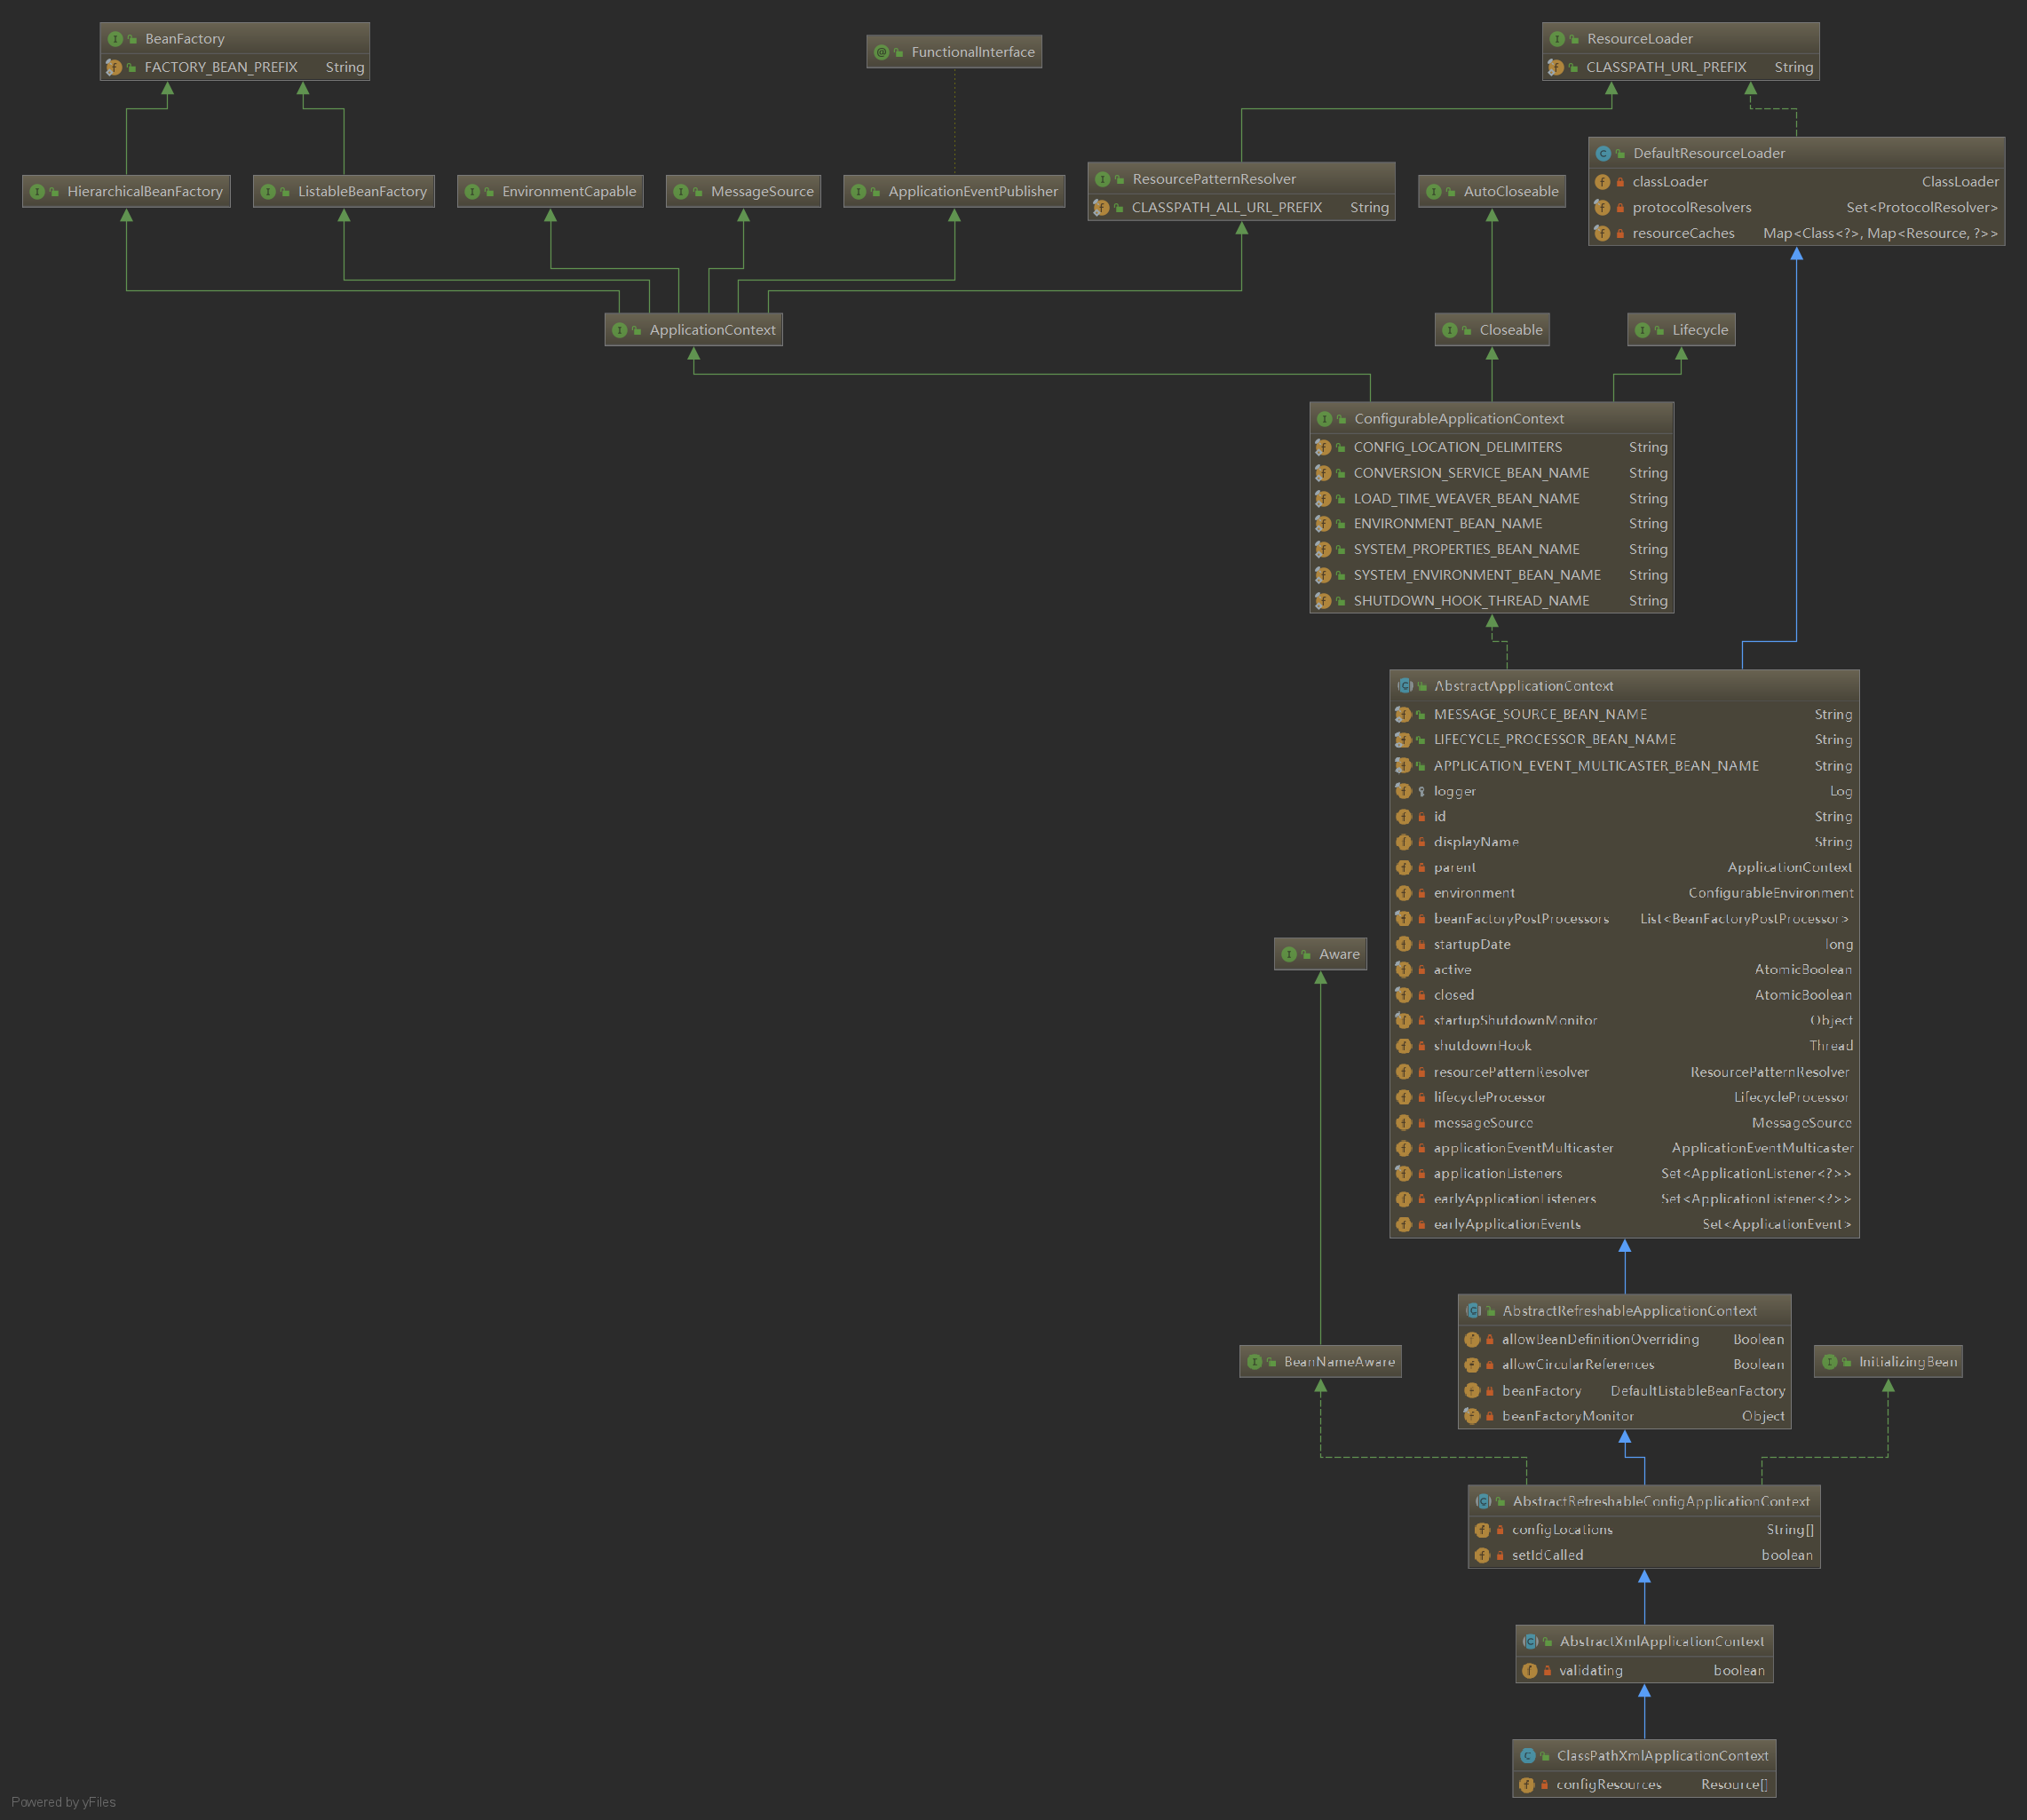 BeanFactory
FACTORY_BEAN_PREFIX String
FunctionalInterface
ResourceLoader
CLASSPATH_URL_PREFIX String
DefaultResourceLoader
classLoader ClassLoader
protocolResolvers Set<ProtocolResolver>
resourceCaches Map<Class<?>, Map<Resource, ?>>
HierarchicalBeanFactory
ListableBeanFactory
EnvironmentCapable
MessageSource
ApplicationEventPublisher
ResourcePatternResolver
CLASSPATH_ALL_URL_PREFIX String
AutoCloseable
ApplicationContext
Closeable
Lifecycle
ConfigurableApplicationContext
CONFIG_LOCATION_DELIMITERS String
CONVERSION_SERVICE_BEAN_NAME String
LOAD_TIME_WEAVER_BEAN_NAME String
ENVIRONMENT_BEAN_NAME String
SYSTEM_PROPERTIES_BEAN_NAME String
SYSTEM_ENVIRONMENT_BEAN_NAME String
SHUTDOWN_HOOK_THREAD_NAME String
AbstractApplicationContext
MESSAGE_SOURCE_BEAN_NAME String
LIFECYCLE_PROCESSOR_BEAN_NAME String
APPLICATION_EVENT_MULTICASTER_BEAN_NAME String
logger Log
id String
displayName String
parent ApplicationContext
environment ConfigurableEnvironment
beanFactoryPostProcessors List<BeanFactoryPostProcessor>
startupDate long
active AtomicBoolean
closed AtomicBoolean
startupShutdownMonitor Object
shutdownHook Thread
resourcePatternResolver ResourcePatternResolver
lifecycleProcessor LifecycleProcessor
messageSource MessageSource
applicationEventMulticaster ApplicationEventMulticaster
applicationListeners Set<ApplicationListener<?>>
earlyApplicationListeners Set<ApplicationListener<?>>
earlyApplicationEvents Set<ApplicationEvent>
Aware
AbstractRefreshableApplicationContext
allowBeanDefinitionOverriding Boolean
allowCircularReferences Boolean
beanFactory DefaultListableBeanFactory
beanFactoryMonitor Object
BeanNameAware
InitializingBean
AbstractRefreshableConfigApplicationContext
configLocations String[]
setIdCalled boolean
AbstractXmlApplicationContext
validating boolean
ClassPathXmlApplicationContext
configResources Resource[]
Powered by yFiles